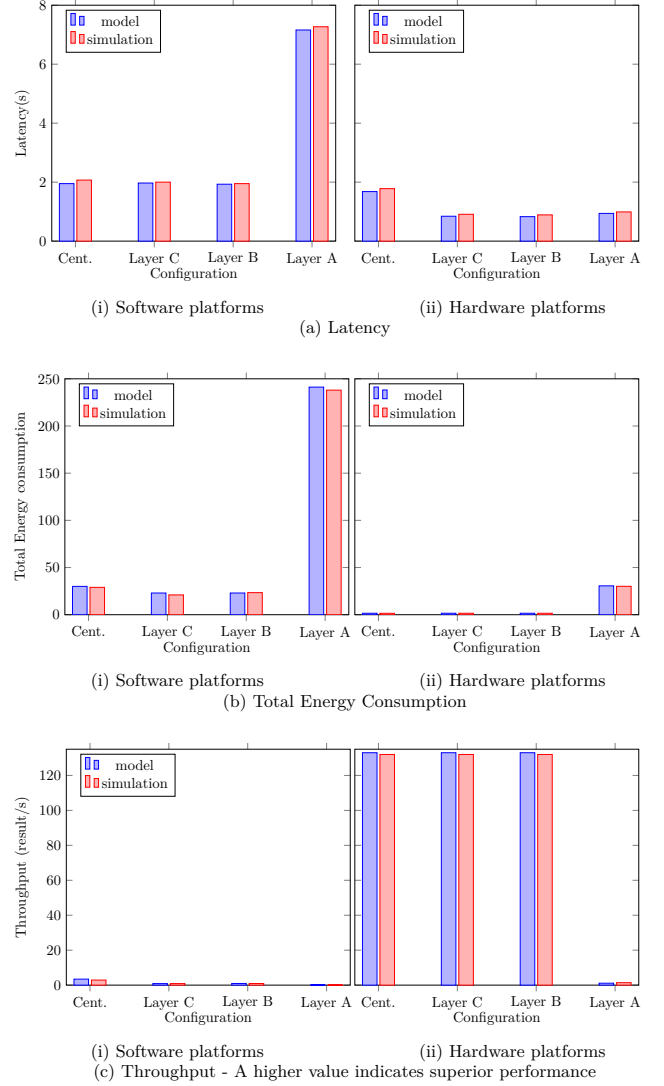 8
6
4
2
0
Latency(s)
model
simulation
Cent.
Layer C
Layer B
Layer A
Configuration
(i) Software platforms
model
simulation
Cent.
Layer C
Layer B
Layer A
Configuration
(ii) Hardware platforms
(a) Latency
250
200
150
100
50
0
Total Energy consumption
model
simulation
Cent.
Layer C
Layer B
Layer A
Configuration
(i) Software platforms
model
simulation
Cent.
Layer C
Layer B
Layer A
Configuration
(ii) Hardware platforms
(b) Total Energy Consumption
120
100
80
60
40
20
0
Throughput (result/s)
model
simulation
Cent.
Layer C
Layer B
Layer A
Configuration
(i) Software platforms
Cent.
Layer C
Layer B
Layer A
Configuration
(ii) Hardware platforms
(c) Throughput - A higher value indicates superior performance